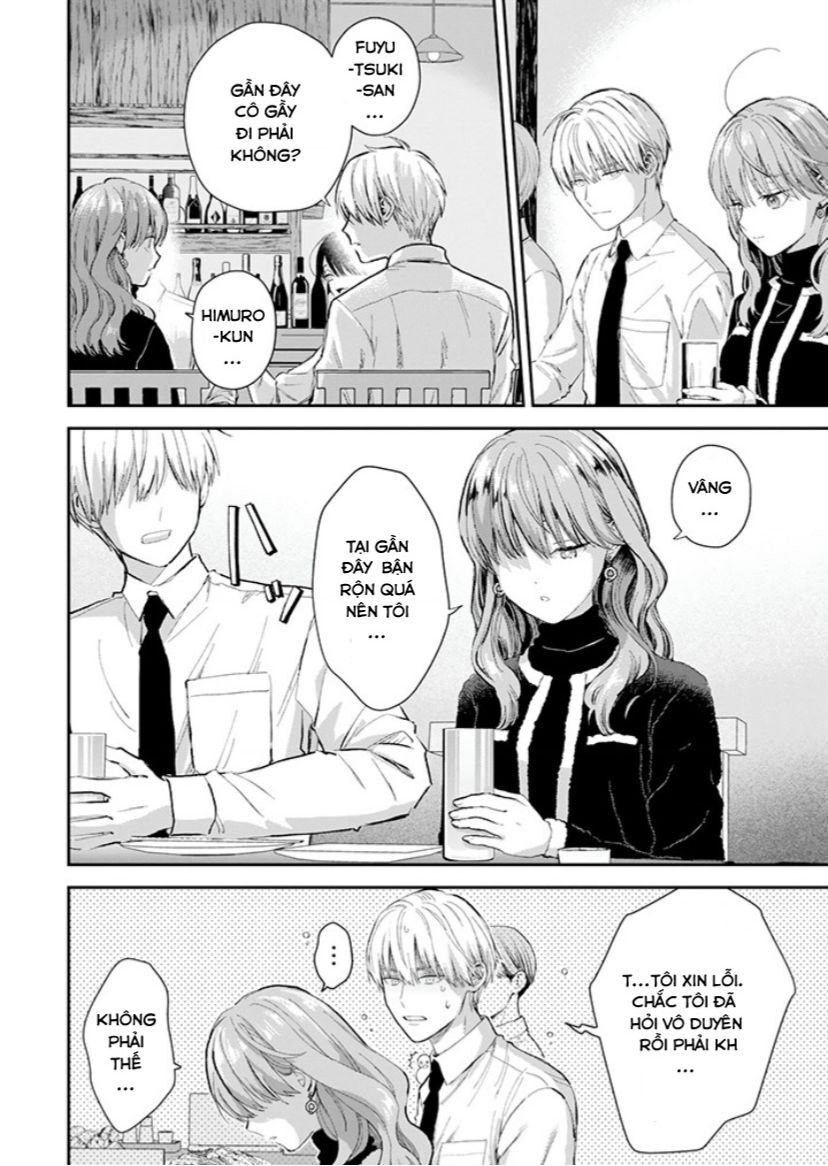 FUYU
-TSUKI
-SAN
...
GẦN ĐÂY
CÔ GẦY
ĐI PHẢI
KHÔNG?
HIMURO
-KUN
...
VÂNG
...
TẠI GẦN
ĐÂY BẬN
RỘN QUÁ
NÊN TÔI
...
T...TÔI XIN LỖI.
CHẮC TÔI ĐÃ
HỎI VÔ DUYÊN
RỒI PHẢI KH
...
...
KHÔNG
PHẢI
THẾ
...